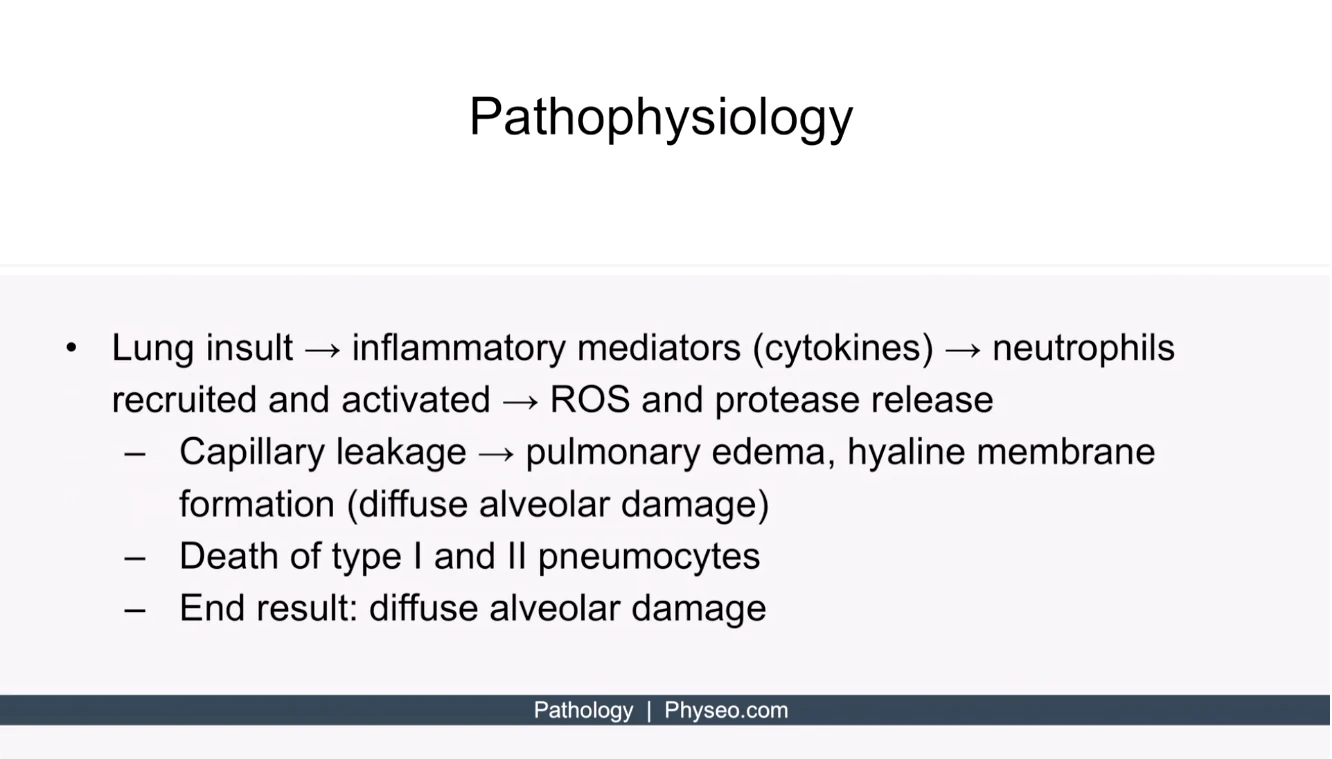 Pathophysiology
• Lung insult → inflammatory mediators (cytokines) → neutrophils
recruited and activated → ROS and protease release
– Capillary leakage → pulmonary edema, hyaline membrane
formation (diffuse alveolar damage)
– Death of type I and II pneumocytes
– End result: diffuse alveolar damage
Pathology | Physeo.com